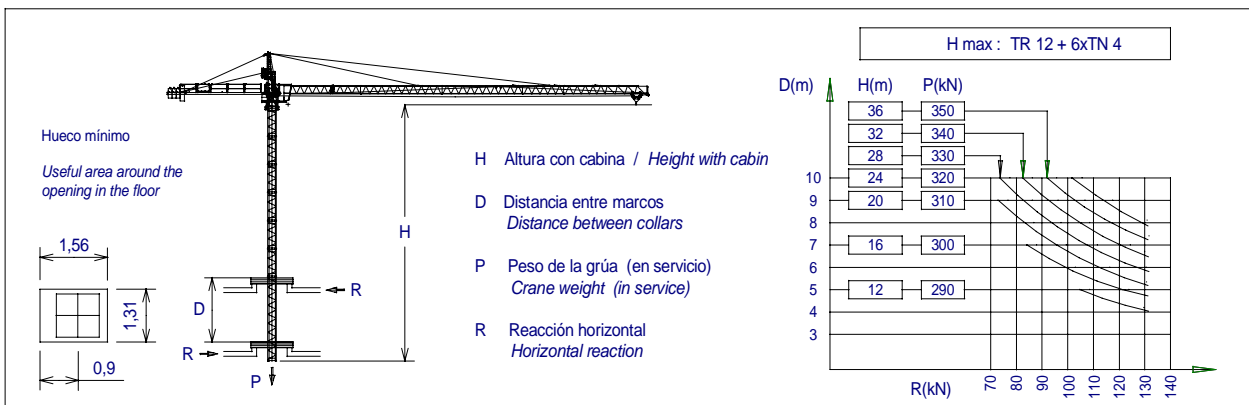 Hueco mínimo
Useful area around the
opening in the floor
1,56
1,31
0,9
D
R
R
P
H
H Altura con cabina / Height with cabin
D Distancia entre marcos
Distance between collars
P Peso de la grúa (en servicio)
Crane weight (in service)
R Reacción horizontal
Horizontal reaction
H max : TR 12 + 6xTN 4
D(m) H(m) P(kN)
36 350
32 340
28 330
10 24 320
9 20 310
8
7 16 300
6
5 12 290
4
3
R(kN) 70 80 90 100 110 120 130 140